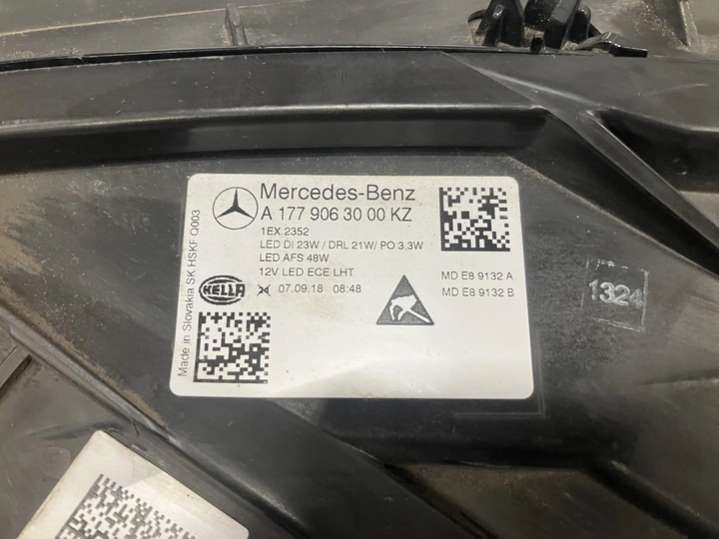 Mercedes-Benz
A 177 906 30 00 KZ
1EX 2352
LED DI 23W / DRL 21W/ PO 3,3W
LED AFS 48W
12V LED ECE LHT
MD E8 9132 A
MD E8 9132 B
HELLA
07.09.18 08:48
Made in Slovakia SK HSKF Q003
1324